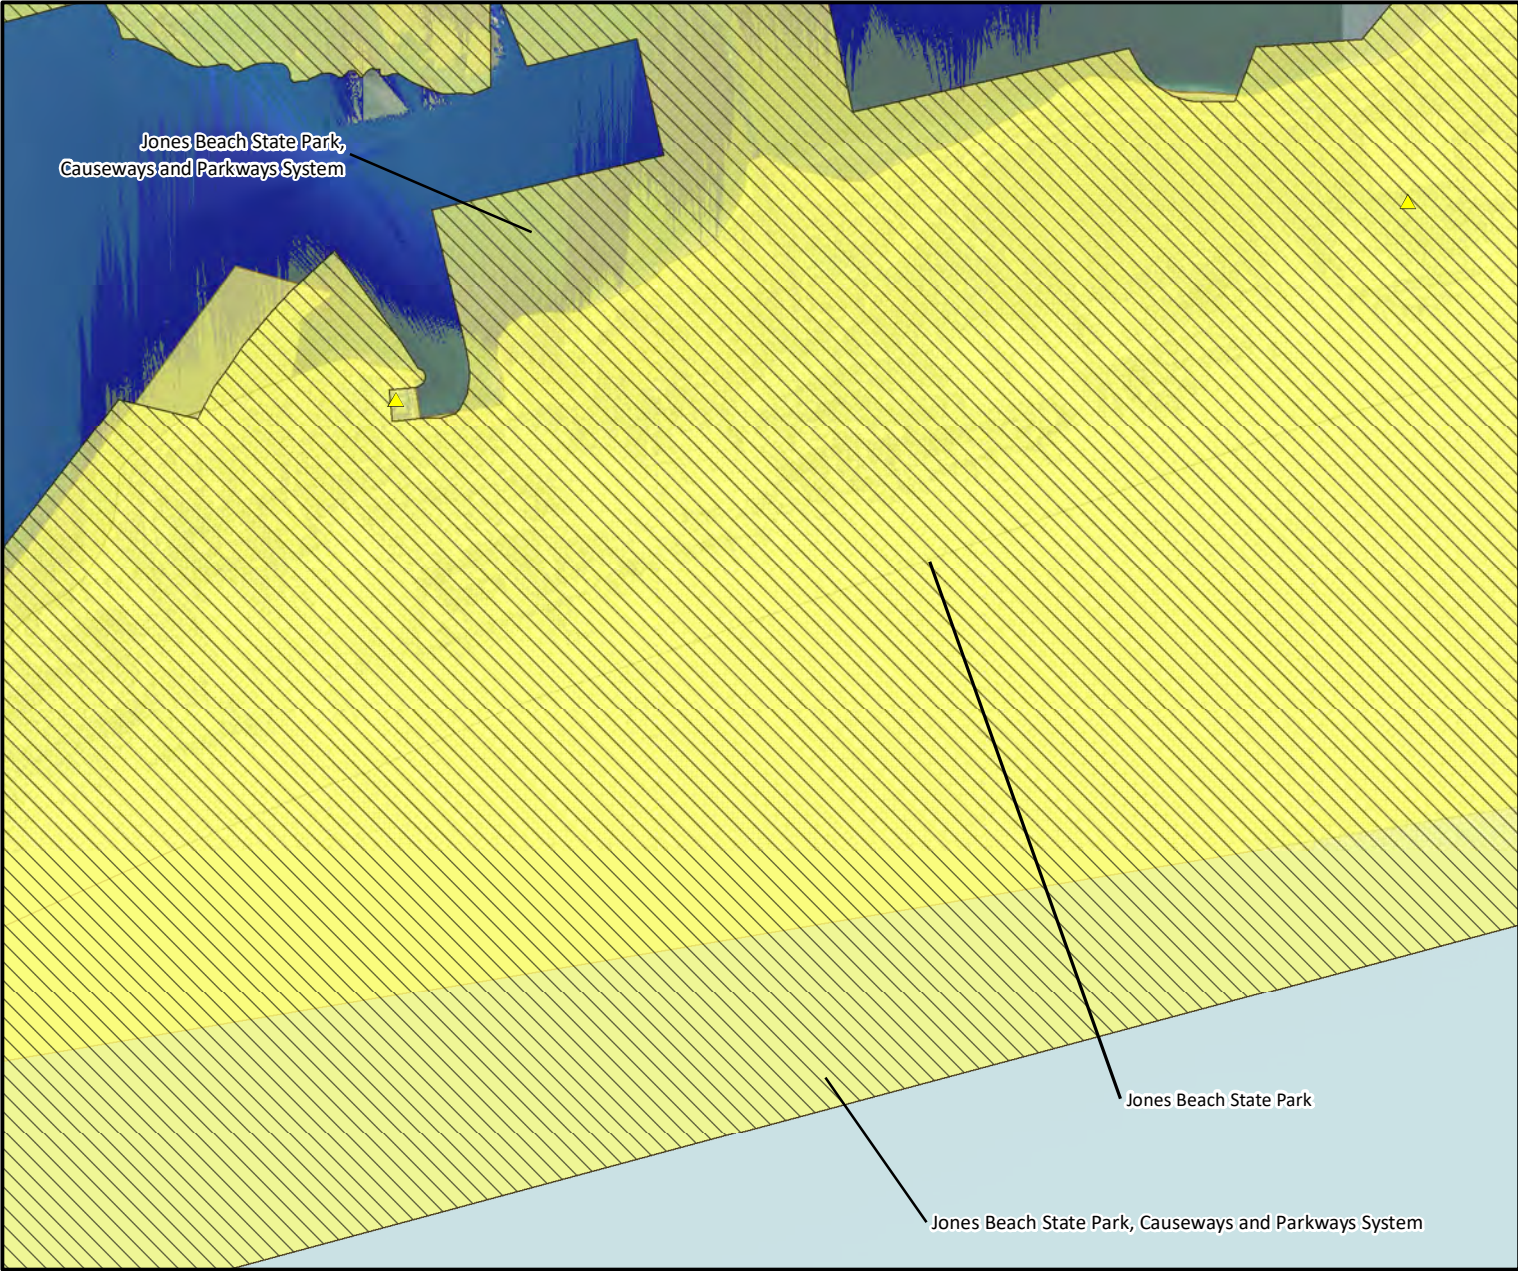 Jones Beach State Park,
Causeways and Parkways System
Jones Beach State Park
Jones Beach State Park, Causeways and Parkways System